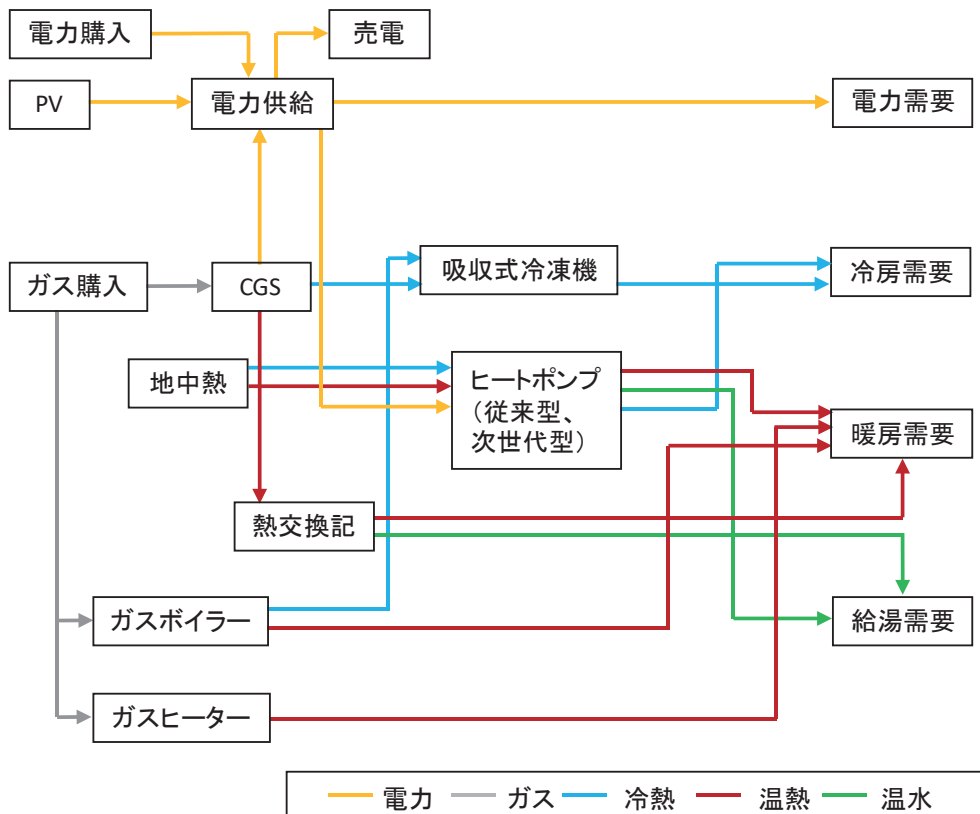 電力購入
売電
PV
電力供給
電力需要
ガス購入
CGS
吸収式冷凍機
冷房需要
地中熱
ヒートポンプ
（従来型、
次世代型）
暖房需要
熱交換記
ガスボイラー
給湯需要
ガスヒーター
電力 ガス 冷熱 温熱 温水